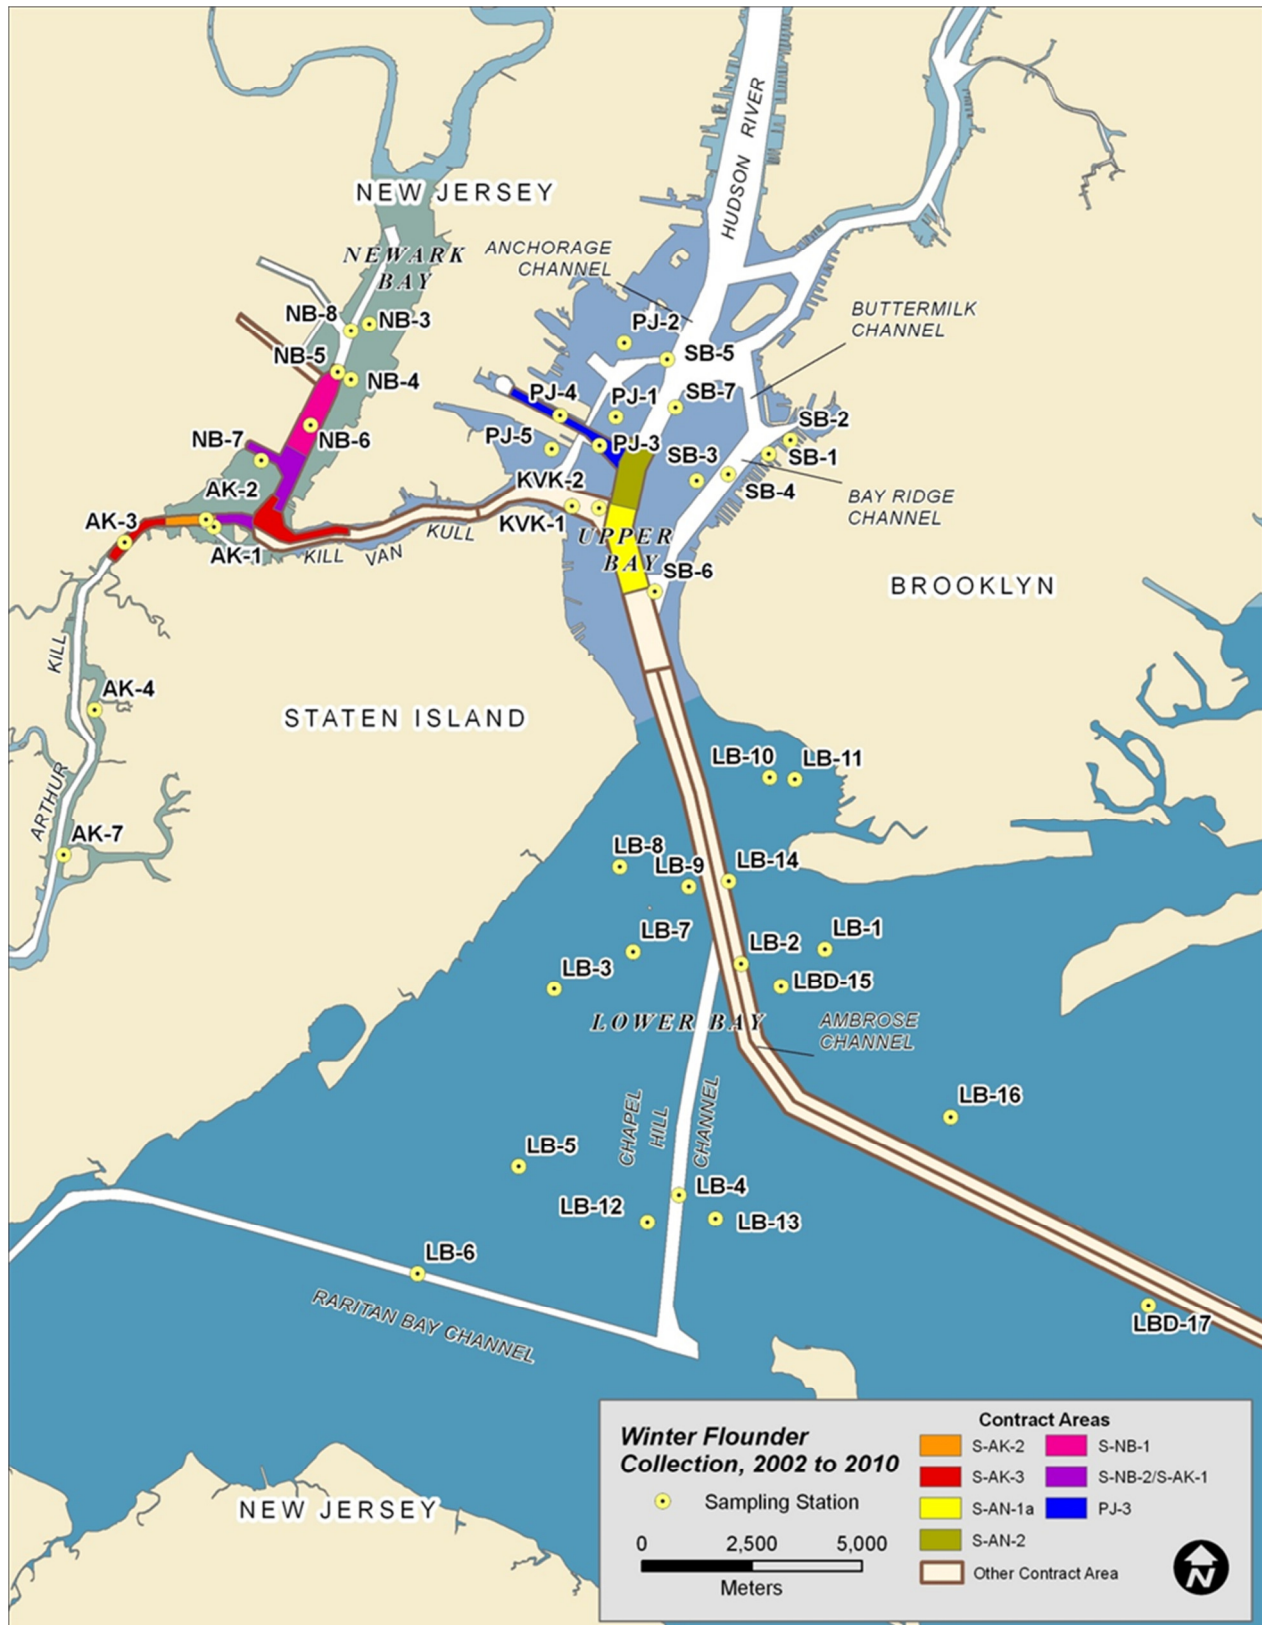 HUDSON RIVER
NEW JERSEY
NEWARK
BAY
ANCHORAGE
CHANNEL
BUTTERMILK
CHANNEL
NB-8
NB-3
PJ-2
NB-5
SB-5
NB-4
PJ-4
PJ-1
SB-7
SB-2
NB-7
NB-6
PJ-5
PJ-3
SB-3
SB-1
AK-2
KVK-2
SB-4
BAY RIDGE
CHANNEL
AK-3
AK-1
KVK-1
KILL
VAN
KULL
UPPER
BAY
SB-6
BROOKLYN
KILL
AK-4
STATEN ISLAND
LB-10
LB-11
ARTHUR
AK-7
LB-8
LB-9
LB-14
LB-7
LB-2
LB-1
LB-3
LBD-15
LOWER BAY
AMBROSE
CHANNEL
CHAPEL
HILL
CHANNEL
LB-16
LB-5
LB-4
LB-12
LB-13
LB-6
RARITAN BAY CHANNEL
LBD-17
NEW JERSEY
Winter Flounder
Collection, 2002 to 2010
Sampling Station
0 2,500 5,000
Meters
Contract Areas
S-AK-2
S-NB-1
S-AK-3
S-NB-2/S-AK-1
S-AN-1a
PJ-3
S-AN-2
Other Contract Area
N